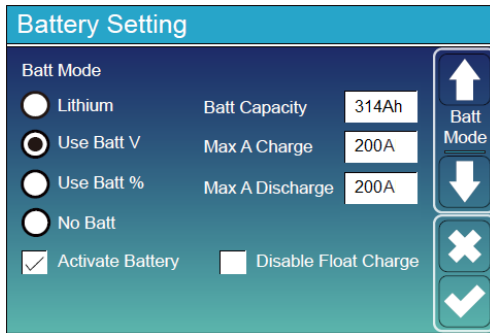 Battery Setting
Batt Mode
Lithium
Batt Capacity 314Ah
Use Batt V
Max A Charge 200A
Use Batt %
Max A Discharge 200A
No Batt
Activate Battery
Disable Float Charge
Batt
Mode